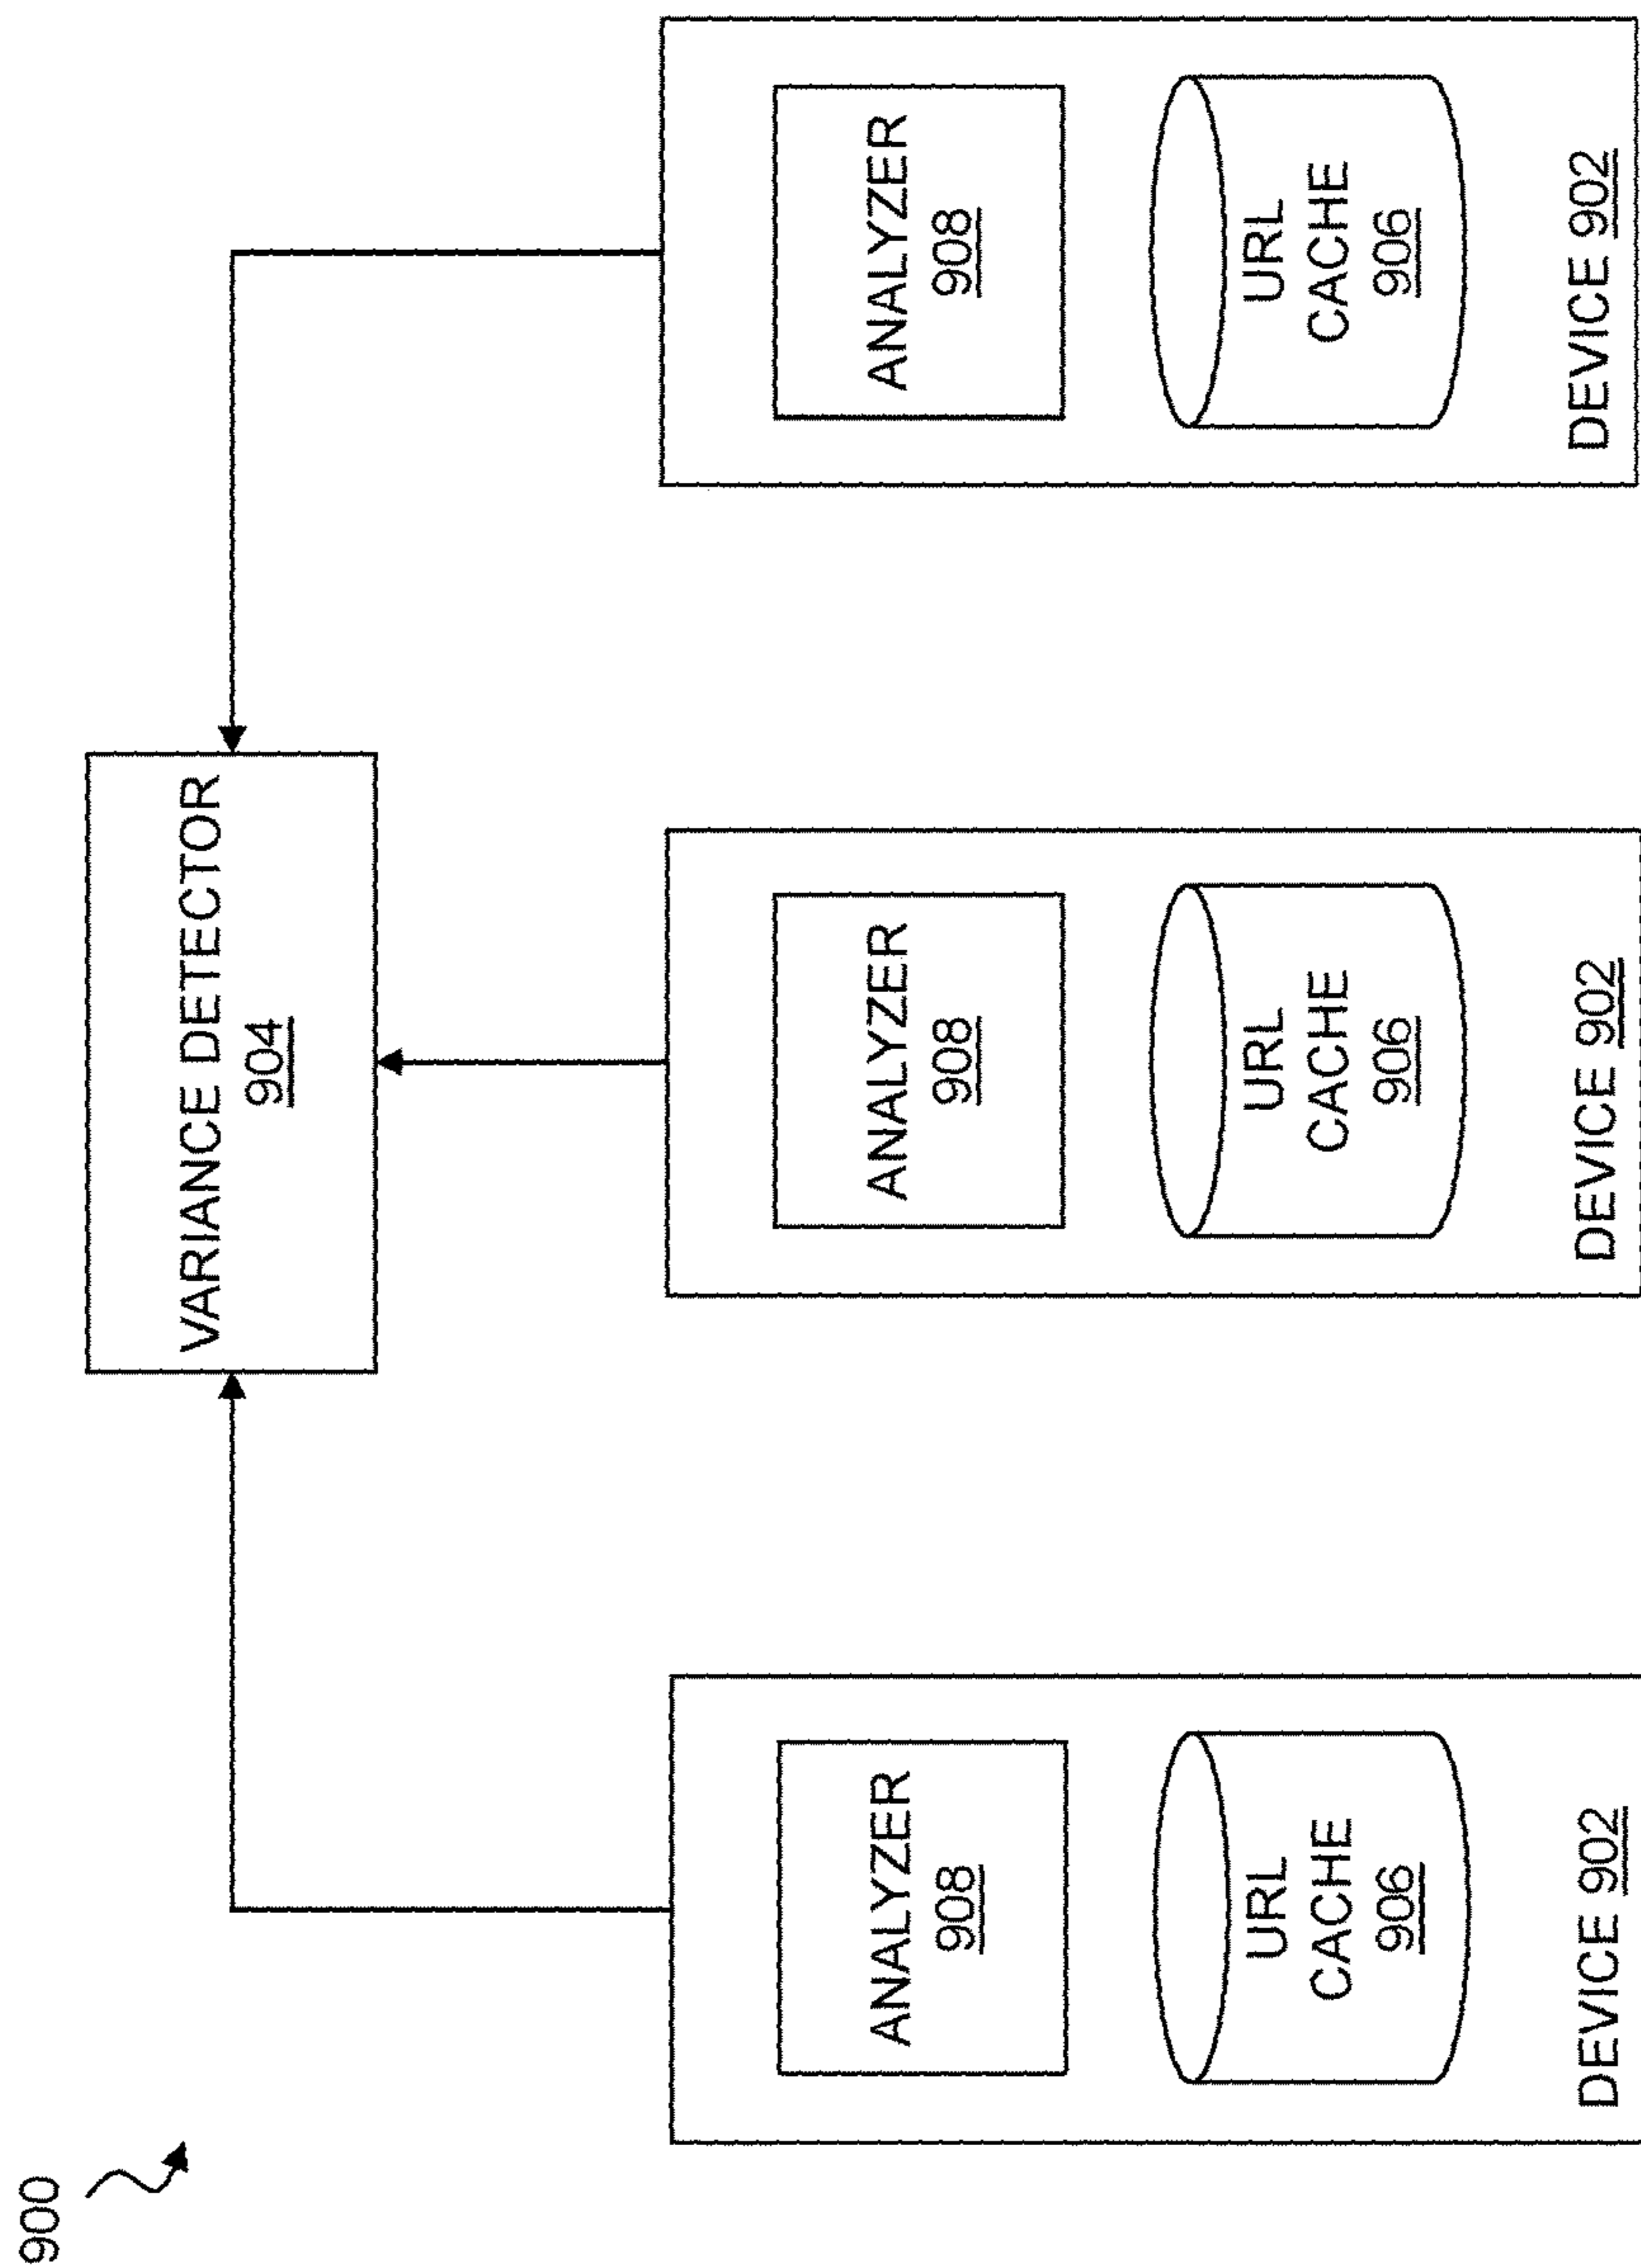 900
VARIANCE DETECTOR
904
ANALYZER
908
URL
CACHE
906
DEVICE 902
ANALYZER
908
URL
CACHE
906
DEVICE 902
ANALYZER
908
URL
CACHE
906
DEVICE 902